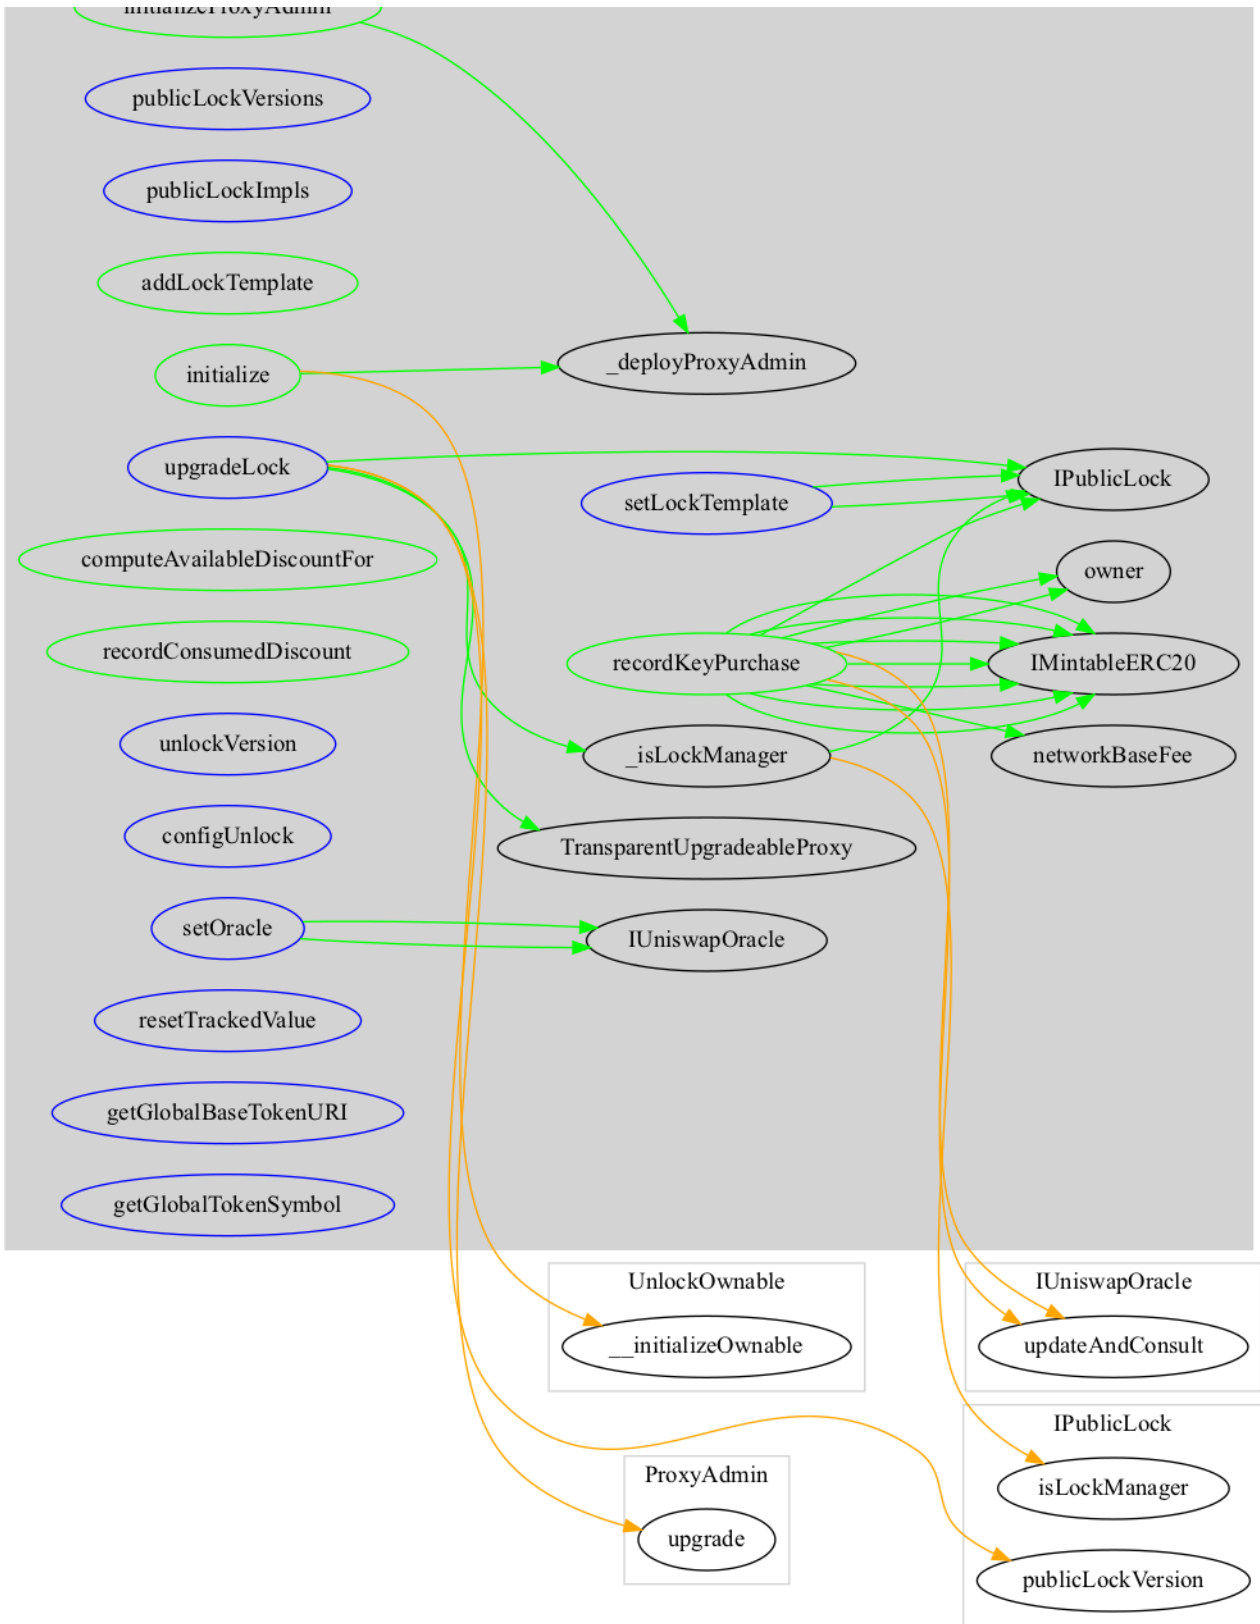 initializeProxyAdmin
publicLockVersions
publicLockImpls
addLockTemplate
_deployProxyAdmin
initialize
upgradeLock
IPublicLock
setLockTemplate
computeAvailableDiscountFor
owner
recordConsumedDiscount
recordKeyPurchase
IMintableERC20
unlockVersion
_isLockManager
networkBaseFee
configUnlock
TransparentUpgradeableProxy
setOracle
IUniswapOracle
resetTrackedValue
getGlobalBaseTokenURI
getGlobalTokenSymbol
UnlockOwnable
IUniswapOracle
__initializeOwnable
updateAndConsult
IPublicLock
ProxyAdmin
isLockManager
upgrade
publicLockVersion